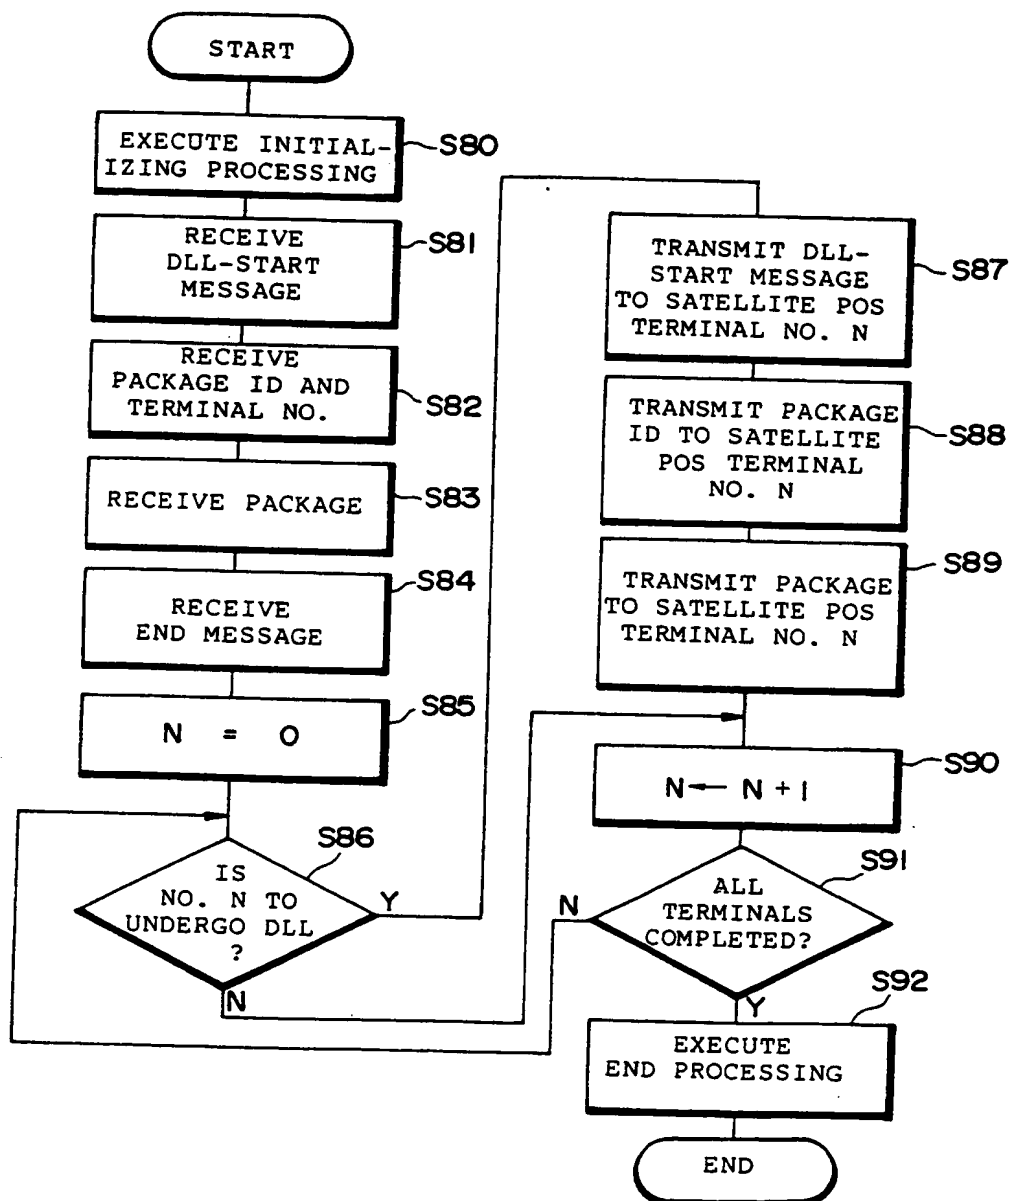 START
EXECUTE INITIAL-
IZING PROCESSING
S80
RECEIVE
DLL-START
MESSAGE
S81
RECEIVE
PACKAGE ID AND
TERMINAL NO.
S82
RECEIVE PACKAGE
S83
RECEIVE
END MESSAGE
S84
N = 0
S85
IS
NO. N TO
UNDERGO DLL
?
S86
Y
N
TRANSMIT DLL-
START MESSAGE
TO SATELLITE POS
TERMINAL NO. N
S87
TRANSMIT PACKAGE
ID TO SATELLITE
POS TERMINAL
NO. N
S88
TRANSMIT PACKAGE
TO SATELLITE POS
TERMINAL NO. N
S89
N ← N + 1
S90
ALL
TERMINALS
COMPLETED?
S91
N
Y
EXECUTE
END PROCESSING
S92
END